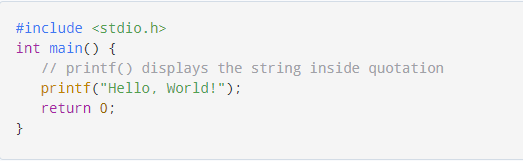 #include <stdio.h>
int main() {
   // printf() displays the string inside quotation
   printf("Hello, World!");
   return 0;
}